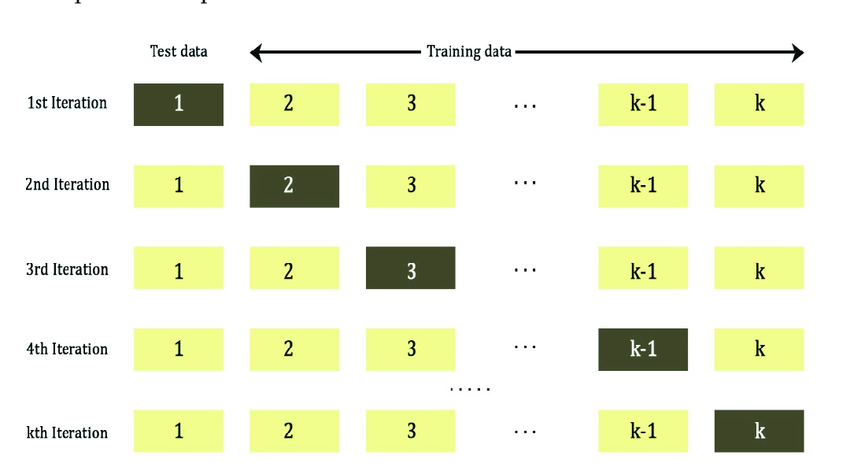 Test data Training data
1st Iteration 1 2 3 ... k-1 k
2nd Iteration 1 2 3 ... k-1 k
3rd Iteration 1 2 3 ... k-1 k
4th Iteration 1 2 3 ... k-1 k
.....
kth Iteration 1 2 3 ... k-1 k